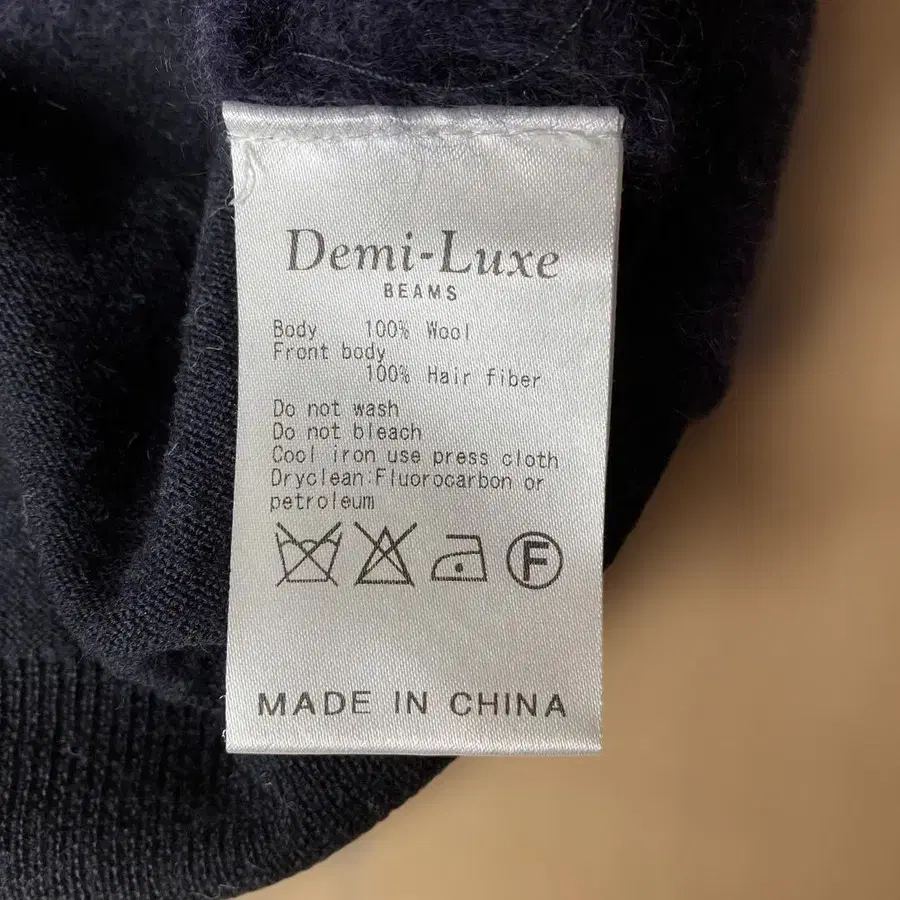 Demi-Luxe
BEAMS
Body 100% Wool
Front body
100% Hair fiber
Do not wash
Do not bleach
Cool iron use press cloth
Dryclean:Fluorocarbon or
petroleum
F
MADE IN CHINA